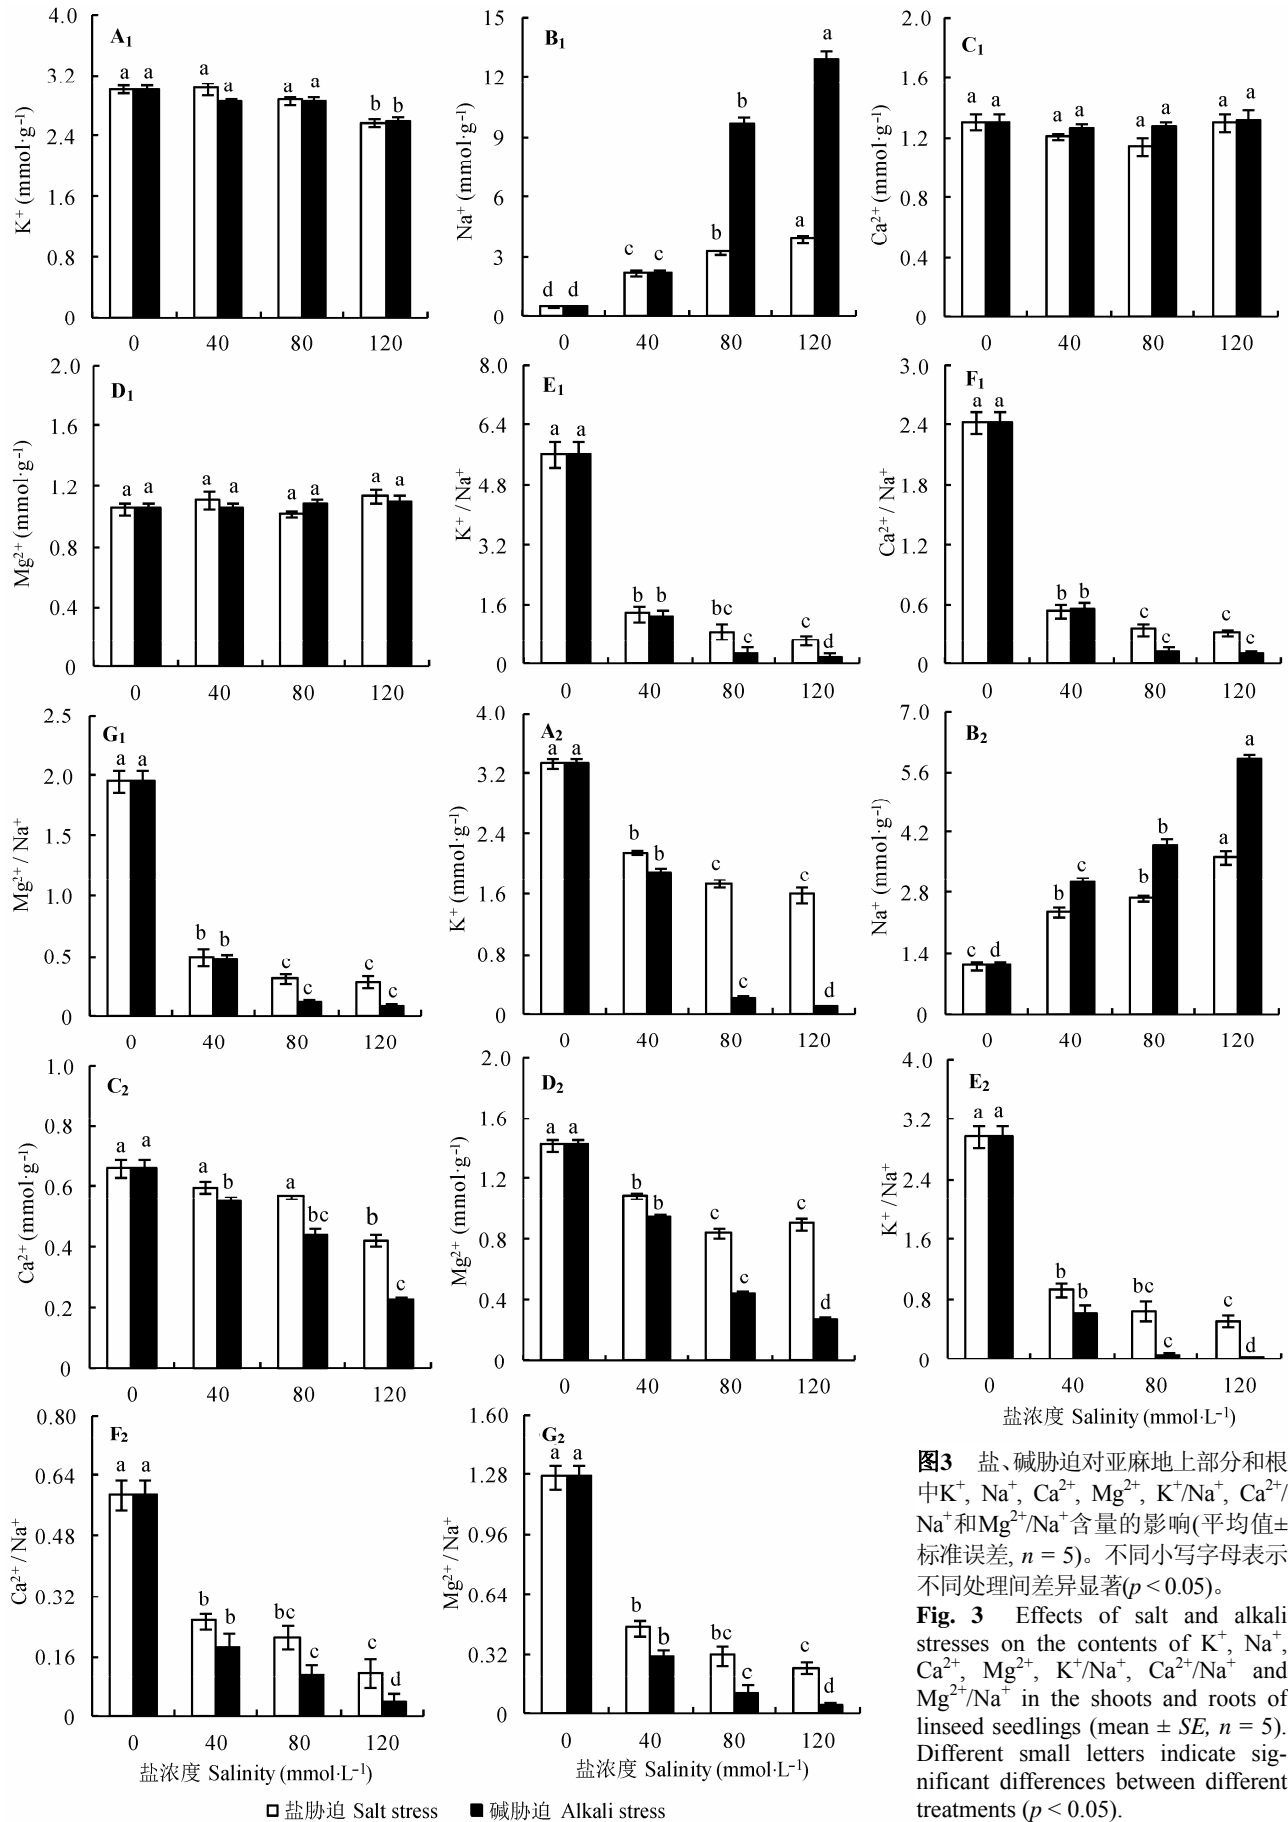 A1
K+ (mmol·g-1)
4.0
3.2
2.4
1.6
0.8
0
a a a a a a b b
0 40 80 120
B1
Na+ (mmol·g-1)
15
12
9
6
3
0
d d c c b b a a
0 40 80 120
C1
Ca2+ (mmol·g-1)
2.0
1.6
1.2
0.8
0.4
0
a a a a a a a a
0 40 80 120
D1
Mg2+ (mmol·g-1)
2.0
1.6
1.2
0.8
0.4
0
a a a a a a a a
0 40 80 120
E1
K+ / Na+
8.0
6.4
4.8
3.2
1.6
0
a a b b bc c c d
0 40 80 120
F1
Ca2+ / Na+
3.0
2.4
1.8
1.2
0.6
0
a a b b c c c c
0 40 80 120
G1
Mg2+ / Na+
2.5
2.0
1.5
1.0
0.5
0
a a b b c c c c
0 40 80 120
A2
K+ (mmol·g-1)
4.0
3.2
2.4
1.6
0.8
0
a a b b c c c d
0 40 80 120
B2
Na+ (mmol·g-1)
7.0
5.6
4.2
2.8
1.4
0
c d b c b b a a
0 40 80 120
C2
Ca2+ (mmol·g-1)
1.0
0.8
0.6
0.4
0.2
0
a a a b a bc b c
0 40 80 120
D2
Mg2+ (mmol·g-1)
2.0
1.6
1.2
0.8
0.4
0
a a b b c c c d
0 40 80 120
E2
K+ / Na+
4.0
3.2
2.4
1.6
0.8
0
a a b b bc c c d
0 40 80 120
盐浓度 Salinity (mmol·L-1)
F2
Ca2+ / Na+
0.80
0.64
0.48
0.32
0.16
0
a a b b bc c c d
0 40 80 120
盐浓度 Salinity (mmol·L-1)
G2
Mg2+ / Na+
1.60
1.28
0.96
0.64
0.32
0
a a b b bc c c d
0 40 80 120
盐浓度 Salinity (mmol·L-1)
盐胁迫 Salt stress 碱胁迫 Alkali stress
图3 盐、碱胁迫对亚麻地上部分和根
中K+, Na+, Ca2+, Mg2+, K+/Na+, Ca2+/
Na+和Mg2+/Na+含量的影响(平均值±
标准误差, n = 5)。不同小写字母表示
不同处理间差异显著(p < 0.05)。
Fig. 3 Effects of salt and alkali
stresses on the contents of K+, Na+,
Ca2+, Mg2+, K+/Na+, Ca2+/Na+ and
Mg2+/Na+ in the shoots and roots of
linseed seedlings (mean ± SE, n = 5).
Different small letters indicate sig-
nificant differences between different
treatments (p < 0.05).